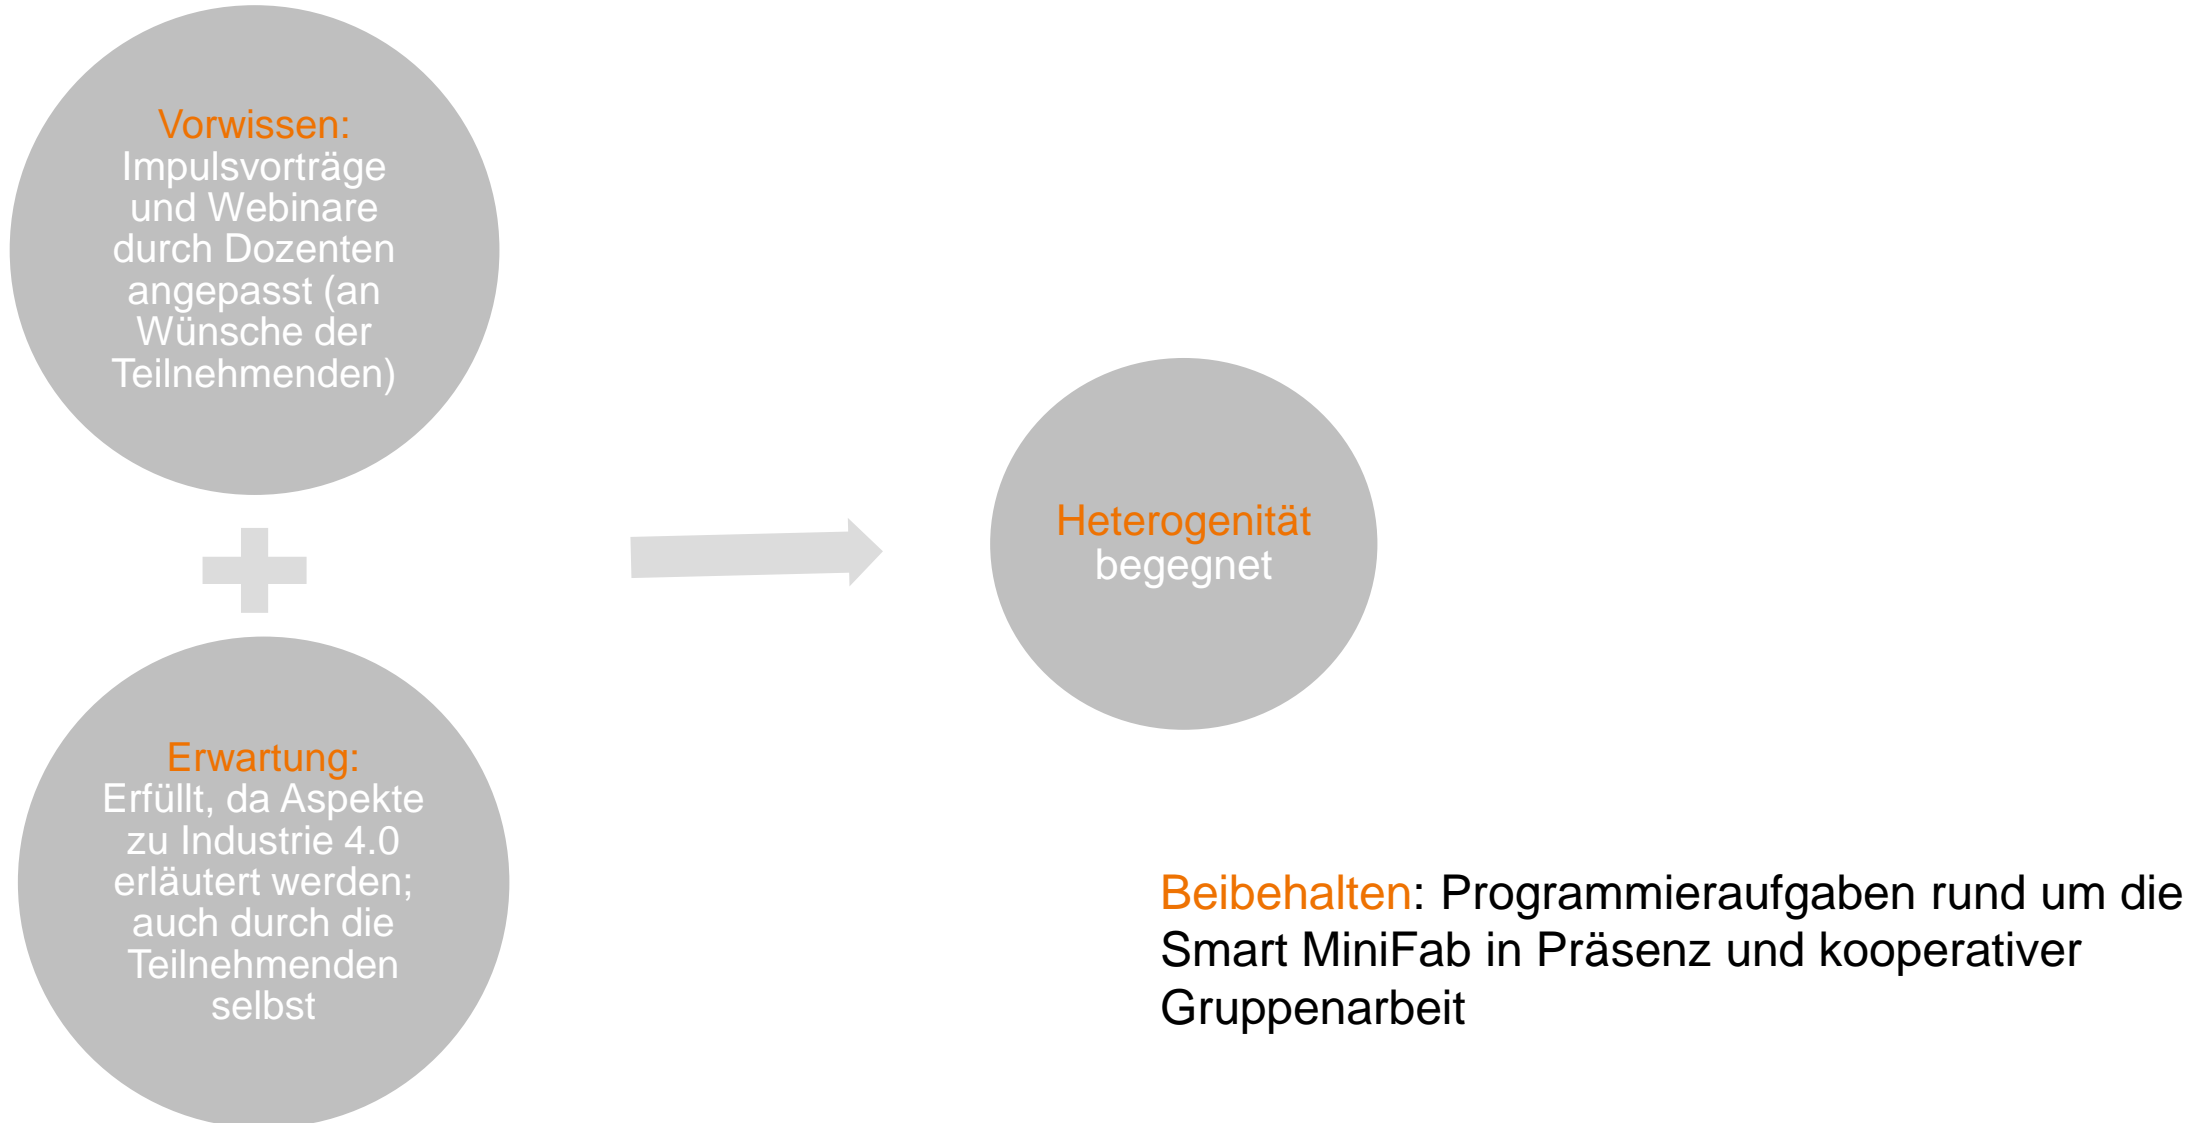 Vorwissen:
Impulsvorträge
und Webinare
durch Dozenten
angepasst (an
Wünsche der
Teilnehmenden)
Erwartung:
Erfüllt, da Aspekte
zu Industrie 4.0
erläutert werden;
auch durch die
Teilnehmenden
selbst
Heterogenität
begegnet
Beibehalten: Programmieraufgaben rund um die
Smart MiniFab in Präsenz und kooperativer
Gruppenarbeit